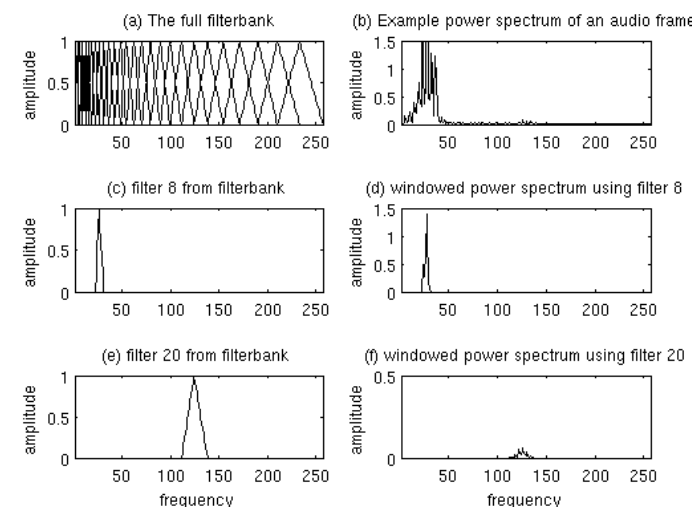 (a) The full filterbank
amplitude
1
0.5
0
50 100 150 200 250
(b) Example power spectrum of an audio frame
amplitude
1.5
1
0.5
0
50 100 150 200 250
(c) filter 8 from filterbank
amplitude
1
0.5
0
50 100 150 200 250
(d) windowed power spectrum using filter 8
amplitude
1.5
1
0.5
0
50 100 150 200 250
(e) filter 20 from filterbank
amplitude
1
0.5
0
50 100 150 200 250
frequency
(f) windowed power spectrum using filter 20
amplitude
0.5
0
50 100 150 200 250
frequency